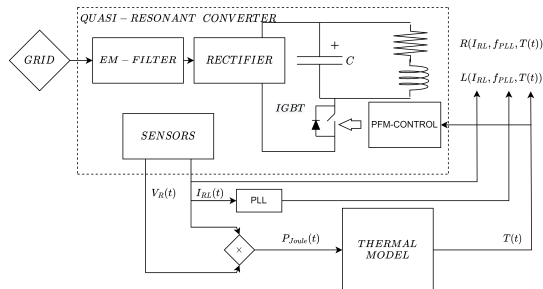 QUASI-RESONANT CONVERTER
GRID
EM-FILTER
RECTIFIER
+
C
R(I_RL, f_PLL, T(t))
L(I_RL, f_PLL, T(t))
IGBT
PFM-CONTROL
SENSORS
V_R(t)
I_RL(t)
PLL
×
P_Joule(t)
THERMAL
MODEL
T(t)